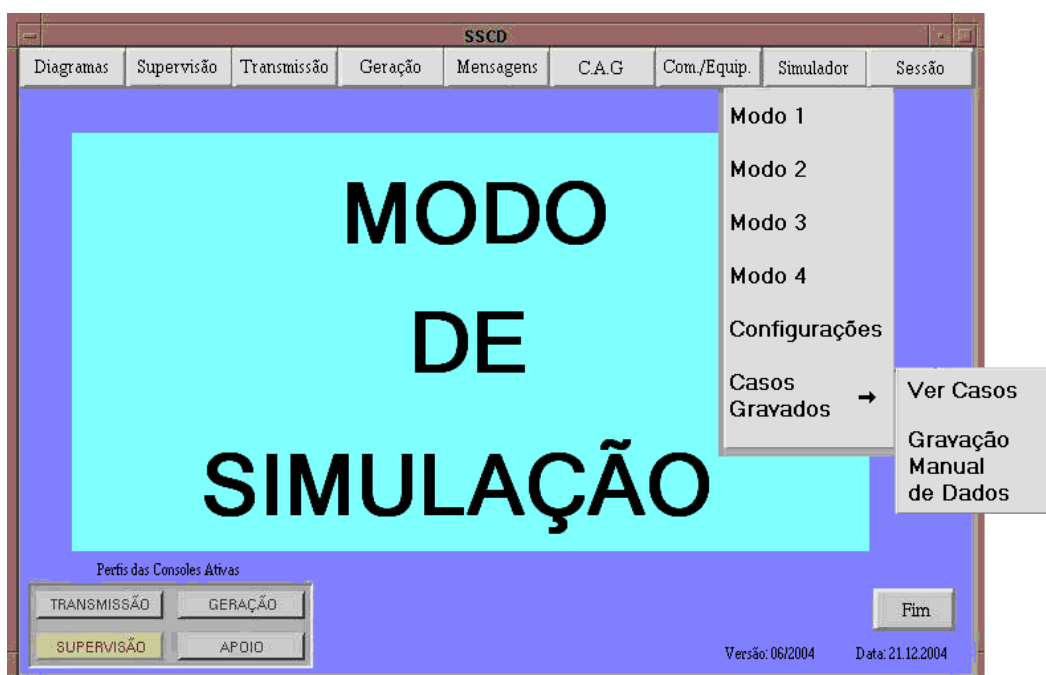 SSCD
Diagramas Supervisão Transmissão Geração Mensagens C.A.G Com./Equip. Simulador Sessão
Modo 1
Modo 2
Modo 3
Modo 4
Configurações
Casos
Gravados →
Ver Casos
Gravação
Manual
de Dados
MODO
DE
SIMULAÇÃO
Perfis das Consoles Ativas
TRANSMISSÃO GERAÇÃO
SUPERVISÃO APOIO
Fim
Versão: 06/2004 Data: 21.12.2004